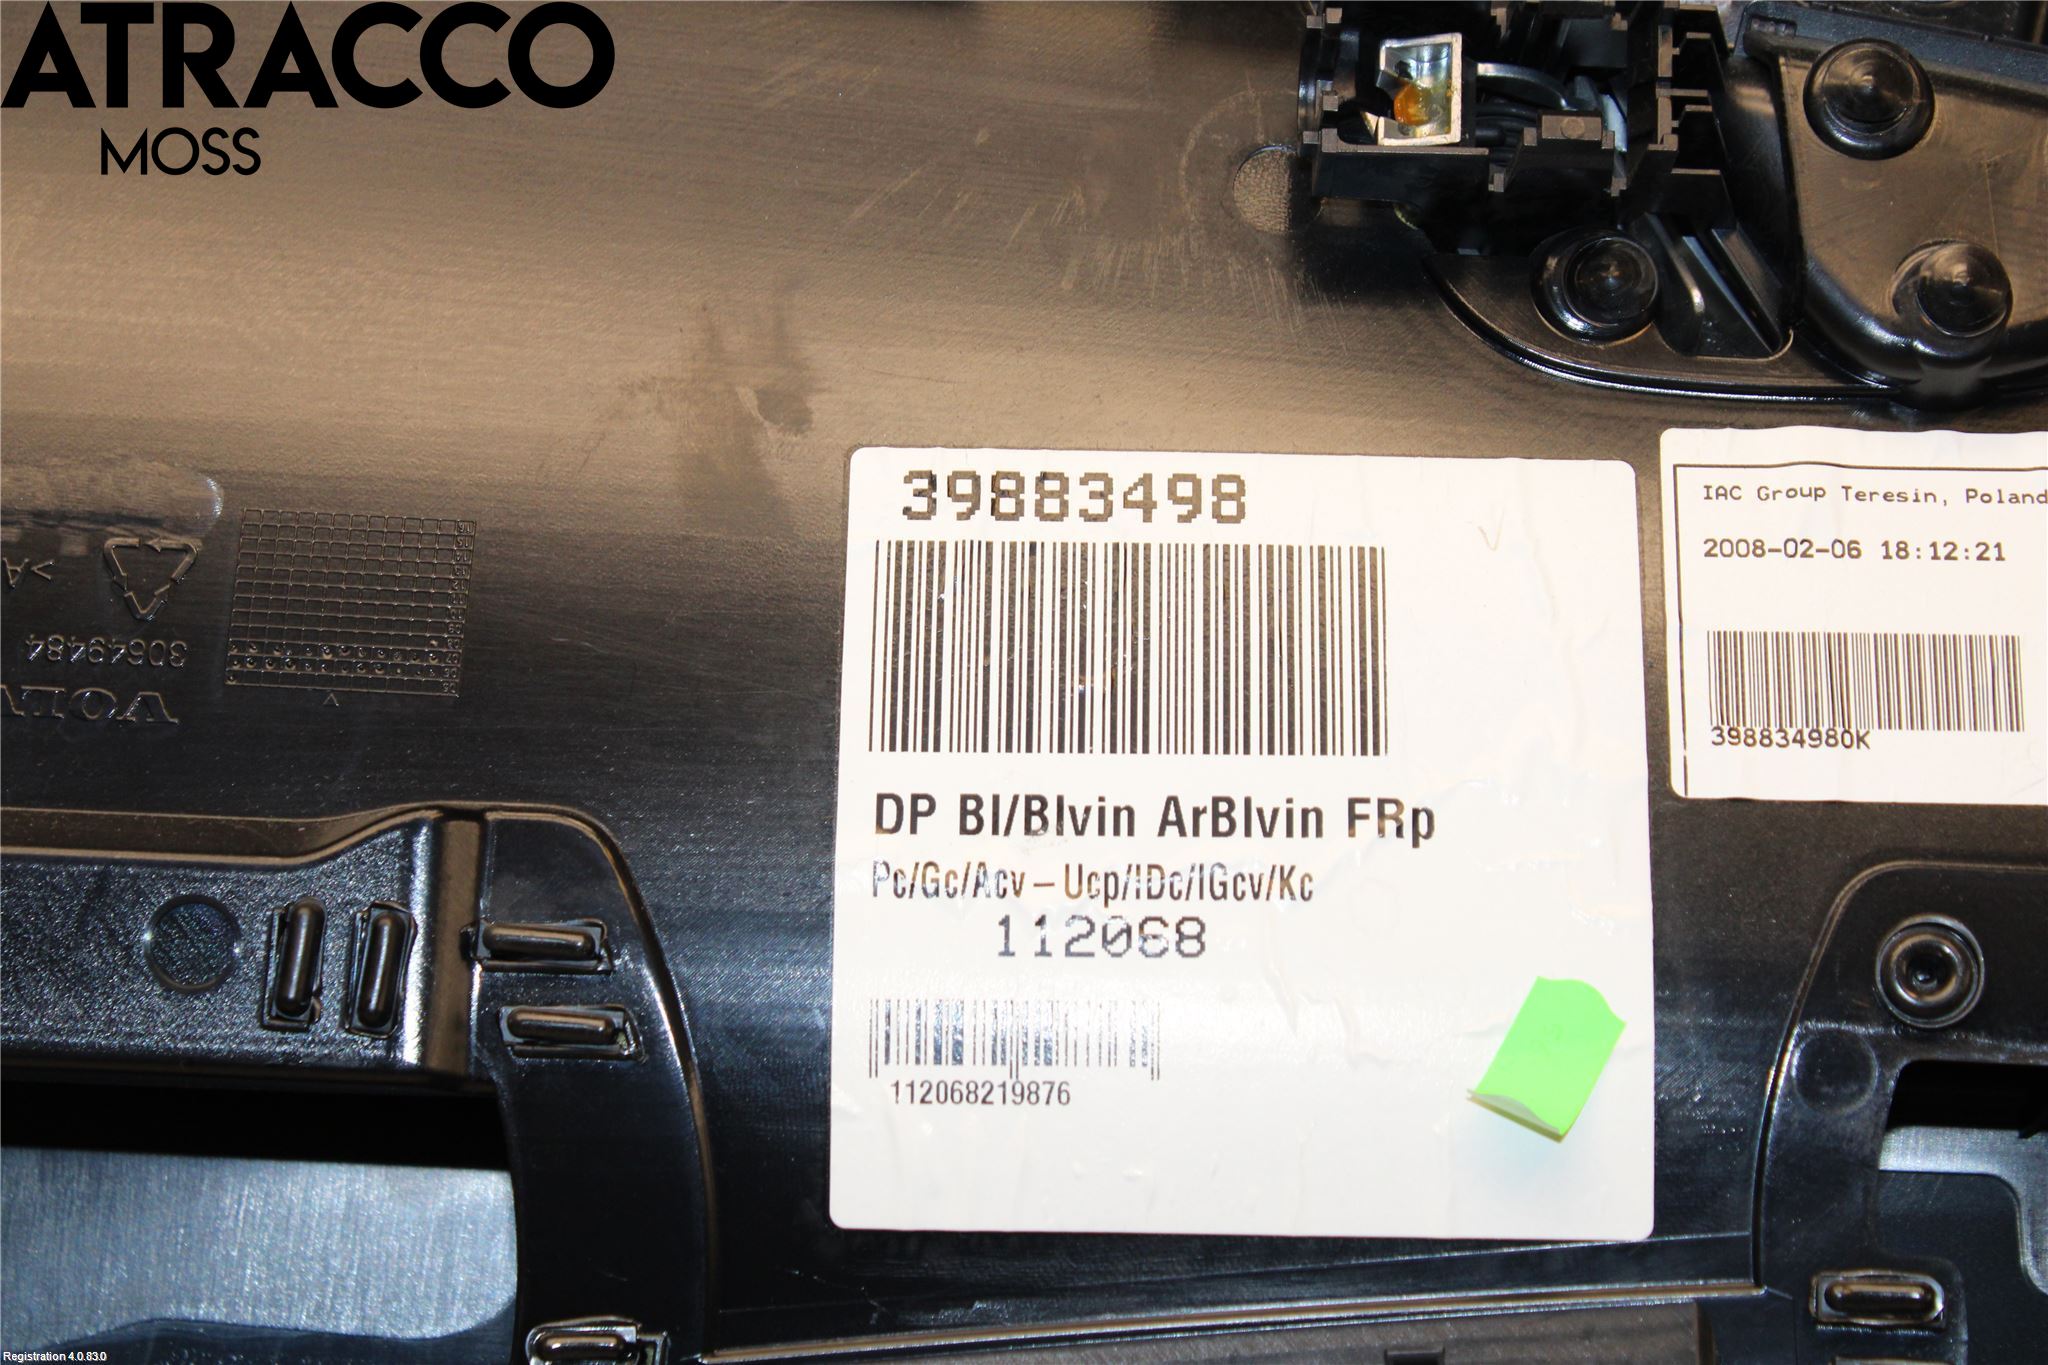 ATRACCO
MOSS
39883498
IAC Group Teresin, Poland
2008-02-06 18:12:21
398834980K
30649484
DP Bl/Blvin ArBlvin FRp
Pc/Gc/Acv – Ucp/IDc/IGcv/Kc
112068
112068219876
Registration 4.0.83.0